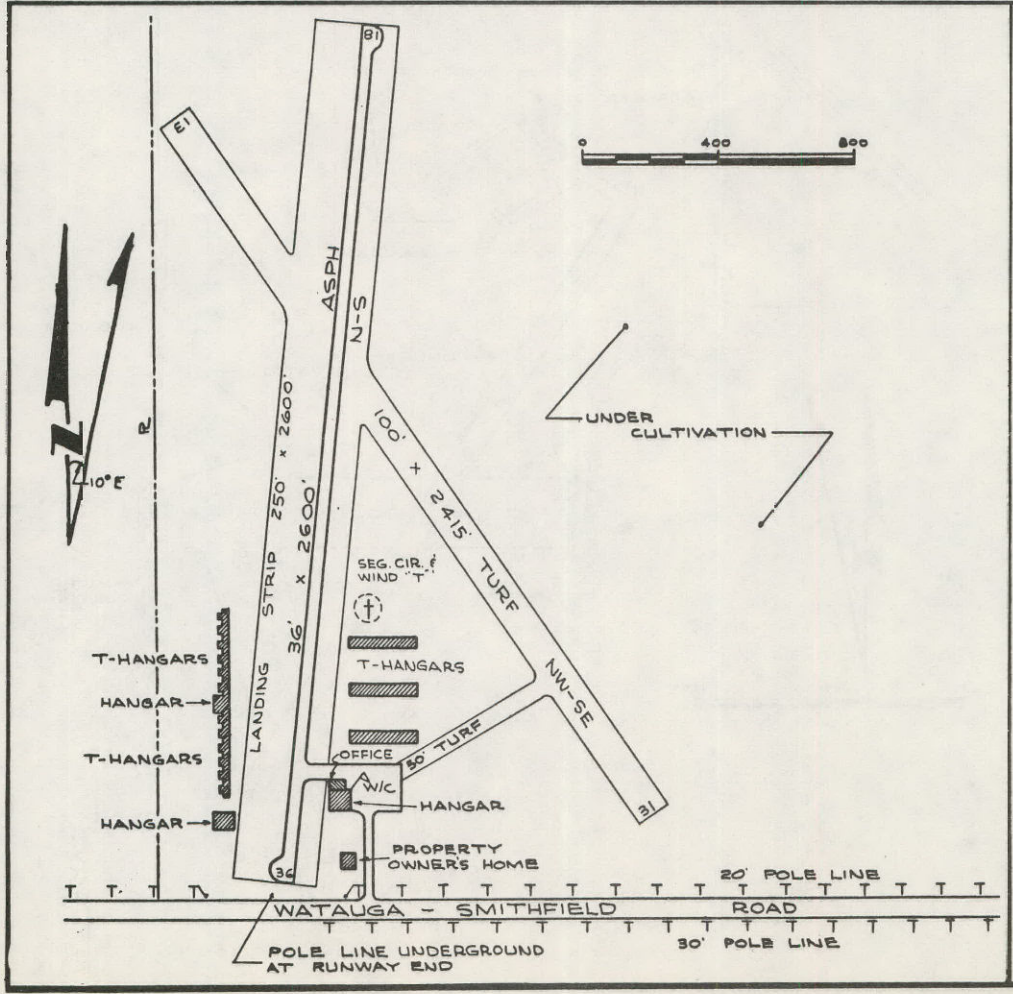 18
13
0 400 800
ASPH
N-S
R
N
10°E
UNDER
CULTIVATION
LANDING STRIP 250' x 2600'
36' x 2600'
100' + 2415' TURF
NW-SE
SEG. CIR. &
WIND "T"
T-HANGARS
T-HANGARS
HANGAR
T-HANGARS
OFFICE
W/C
50' TURF
HANGAR
HANGAR
31
36
PROPERTY
OWNER'S HOME
20' POLE LINE
T T T T T T T T T T T T T T T T T
WATAUGA - SMITHFIELD ROAD
30' POLE LINE
POLE LINE UNDERGROUND
AT RUNWAY END